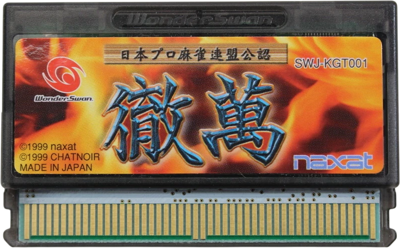 WonderSwan
日本プロ麻雀連盟公認
SWJ-KGT001
WonderSwan
徹萬
©1999 naxat
©1999 CHATNOIR
MADE IN JAPAN
naxat